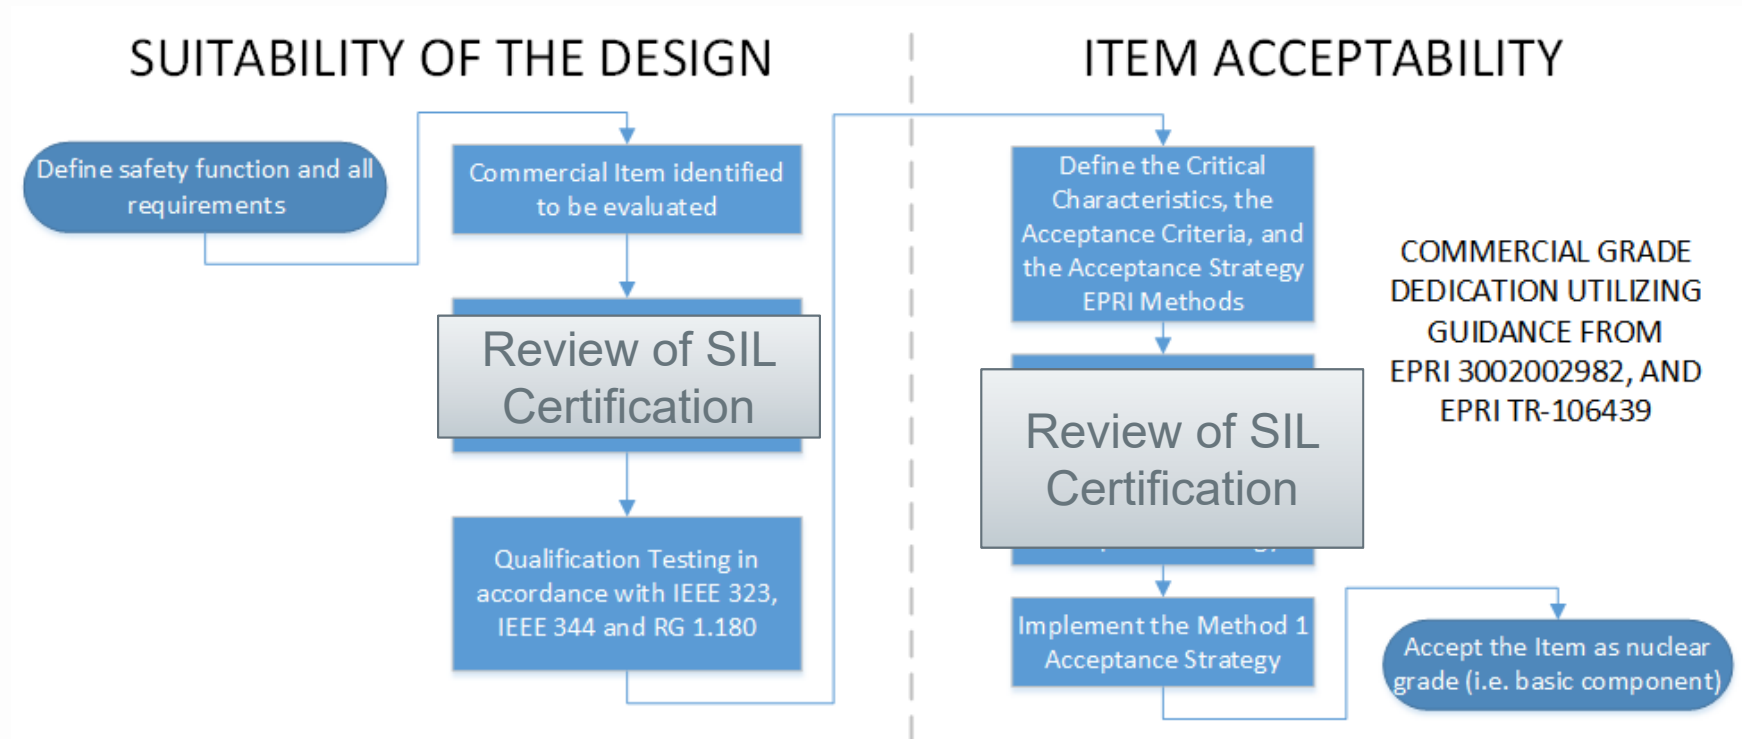 SUITABILITY OF THE DESIGN
Define safety function and all
requirements
Commercial Item identified
to be evaluated
Review of SIL
Certification
Qualification Testing in
accordance with IEEE 323,
IEEE 344 and RG 1.180
ITEM ACCEPTABILITY
Define the Critical
Characteristics, the
Acceptance Criteria, and
the Acceptance Strategy
EPRI Methods
Review of SIL
Certification
Implement the Method 1
Acceptance Strategy
Accept the Item as nuclear
grade (i.e. basic component)
COMMERCIAL GRADE
DEDICATION UTILIZING
GUIDANCE FROM
EPRI 3002002982, AND
EPRI TR-106439